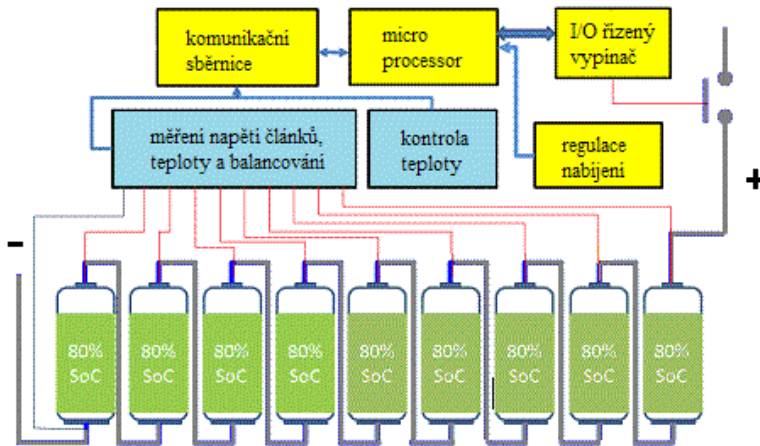 komunikační
sběrnice
micro
processor
I/O řízený
vypínač
měření napětí článků,
teploty a balancování
kontrola
teploty
regulace
nabíjení
+
-
80%
SoC
80%
SoC
80%
SoC
80%
SoC
80%
SoC
80%
SoC
80%
SoC
80%
SoC
80%
SoC